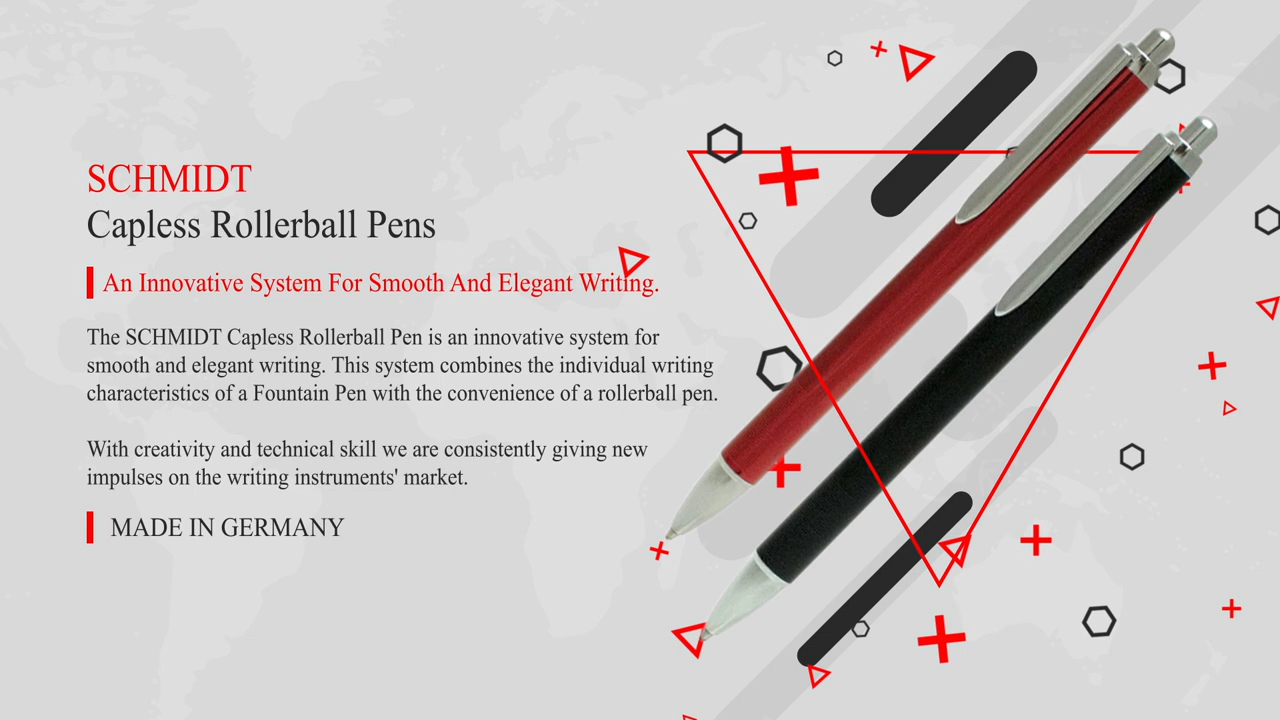 SCHMIDT
Capless Rollerball Pens
An Innovative System For Smooth And Elegant Writing.
The SCHMIDT Capless Rollerball Pen is an innovative system for
smooth and elegant writing. This system combines the individual writing
characteristics of a Fountain Pen with the convenience of a rollerball pen.
With creativity and technical skill we are consistently giving new
impulses on the writing instruments' market.
MADE IN GERMANY